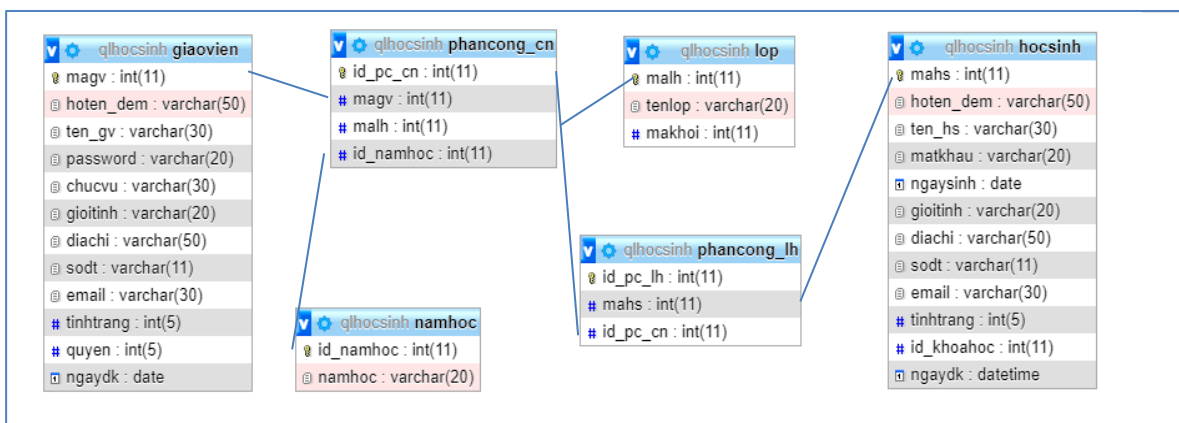 qlhocsinh giaovien
magv : int(11)
hoten_dem : varchar(50)
ten_gv : varchar(30)
password : varchar(20)
chucvu : varchar(30)
gioitinh : varchar(20)
diachi : varchar(50)
sodt : varchar(11)
email : varchar(30)
tinhtrang : int(5)
quyen : int(5)
ngaydk : date
qlhocsinh phancong_cn
id_pc_cn : int(11)
magv : int(11)
malh : int(11)
id_namhoc : int(11)
qlhocsinh namhoc
id_namhoc : int(11)
namhoc : varchar(20)
qlhocsinh lop
malh : int(11)
tenlop : varchar(20)
makhoi : int(11)
qlhocsinh phancong_lh
id_pc_lh : int(11)
mahs : int(11)
id_pc_cn : int(11)
qlhocsinh hocsinh
mahs : int(11)
hoten_dem : varchar(50)
ten_hs : varchar(30)
matkhau : varchar(20)
ngaysinh : date
gioitinh : varchar(20)
diachi : varchar(50)
sodt : varchar(11)
email : varchar(30)
tinhtrang : int(5)
id_khoahoc : int(11)
ngaydk : datetime